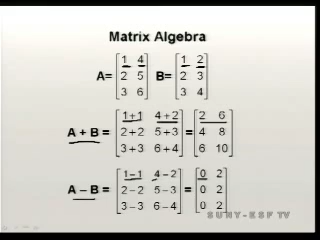 Matrix Algebra
A = [1 4; 2 5; 3 6] B = [1 2; 2 3; 3 4]
A + B = [1+1 4+2; 2+2 5+3; 3+3 6+4] = [2 6; 4 8; 6 10]
A – B = [1–1 4–2; 2–2 5–3; 3–3 6–4] = [0 2; 0 2; 0 2]
SUNY-ESF TV